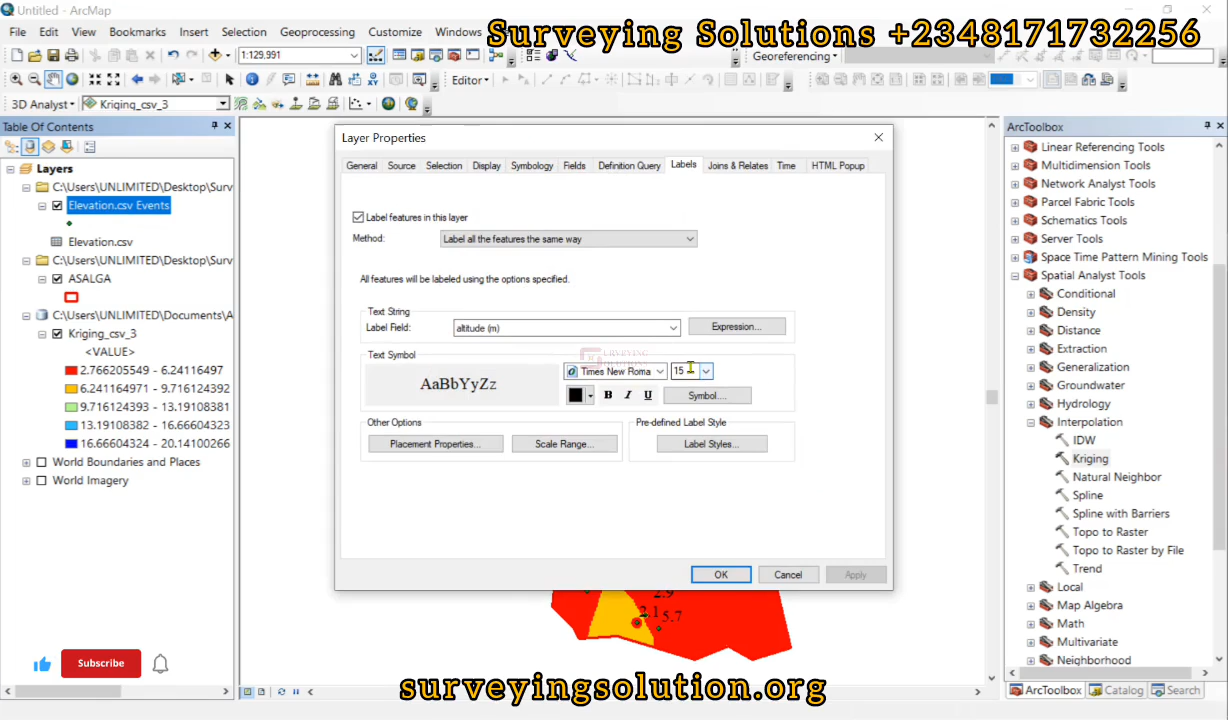 Untitled - ArcMap
File Edit View Bookmarks Insert Selection Geoprocessing Customize Windows
Surveying Solutions +2348171732256
1:129,991
Georeferencing
Editor
3D Analyst
Kriging_csv_3
Table Of Contents
Layers
C:\Users\UNLIMITED\Desktop\Surv
Elevation.csv Events
Elevation.csv
C:\Users\UNLIMITED\Desktop\Surv
ASALGA
C:\Users\UNLIMITED\Documents\A
Kriging_csv_3
<VALUE>
2.766205549 - 6.24116497
6.241164971 - 9.716124392
9.716124393 - 13.19108381
13.19108382 - 16.66604323
16.66604324 - 20.14100266
World Boundaries and Places
World Imagery
Subscribe
Layer Properties
General Source Selection Display Symbology Fields Definition Query Labels Joins & Relates Time HTML Popup
Label features in this layer
Method: Label all the features the same way
All features will be labeled using the options specified.
Text String
Label Field: altitude (m) Expression...
Text Symbol
AaBbYyZz
Times New Roma 15
B I U Symbol...
Other Options
Placement Properties... Scale Range...
Pre-defined Label Style
Label Styles...
OK Cancel Apply
2.9
2.1 5.7
surveyingsolution.org
ArcToolbox
Linear Referencing Tools
Multidimension Tools
Network Analyst Tools
Parcel Fabric Tools
Schematics Tools
Server Tools
Space Time Pattern Mining Tools
Spatial Analyst Tools
Conditional
Density
Distance
Extraction
Generalization
Groundwater
Hydrology
Interpolation
IDW
Kriging
Natural Neighbor
Spline
Spline with Barriers
Topo to Raster
Topo to Raster by File
Trend
Local
Map Algebra
Math
Multivariate
Neighborhood
ArcToolbox Catalog Search